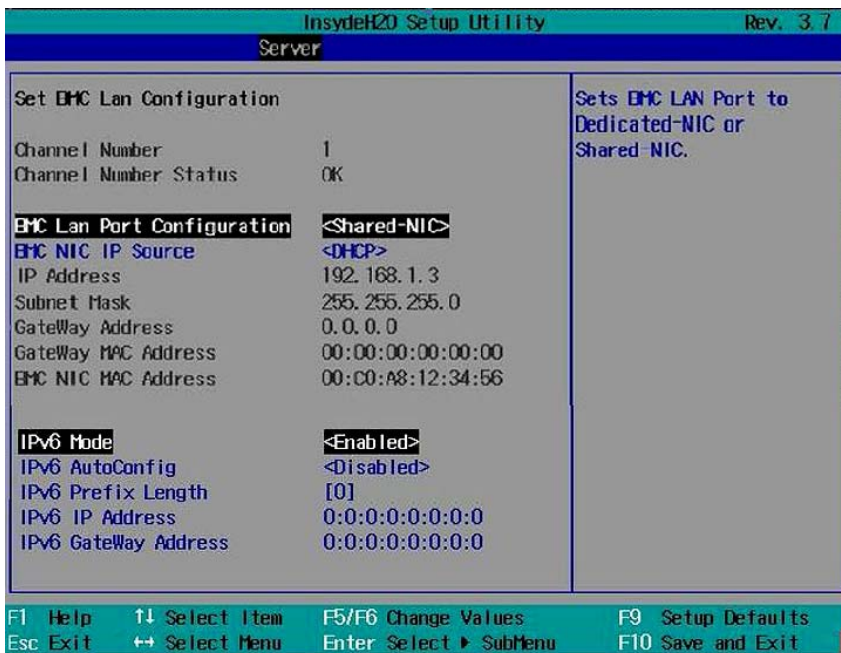 InsydeH2O Setup Utility Rev. 3.7
Server
Set BMC Lan Configuration
Channel Number 1
Channel Number Status OK
BMC Lan Port Configuration <Shared-NIC>
BMC NIC IP Source <DHCP>
IP Address 192.168.1.3
Subnet Mask 255.255.255.0
GateWay Address 0.0.0.0
GateWay MAC Address 00:00:00:00:00:00
BMC NIC MAC Address 00:C0:A8:12:34:56
IPv6 Mode <Enabled>
IPv6 AutoConfig <Disabled>
IPv6 Prefix Length [0]
IPv6 IP Address 0:0:0:0:0:0:0:0
IPv6 GateWay Address 0:0:0:0:0:0:0:0
Sets BMC LAN Port to
Dedicated-NIC or
Shared-NIC.
F1 Help ↑↓ Select Item F5/F6 Change Values F9 Setup Defaults
Esc Exit ↔ Select Menu Enter Select ▶ SubMenu F10 Save and Exit